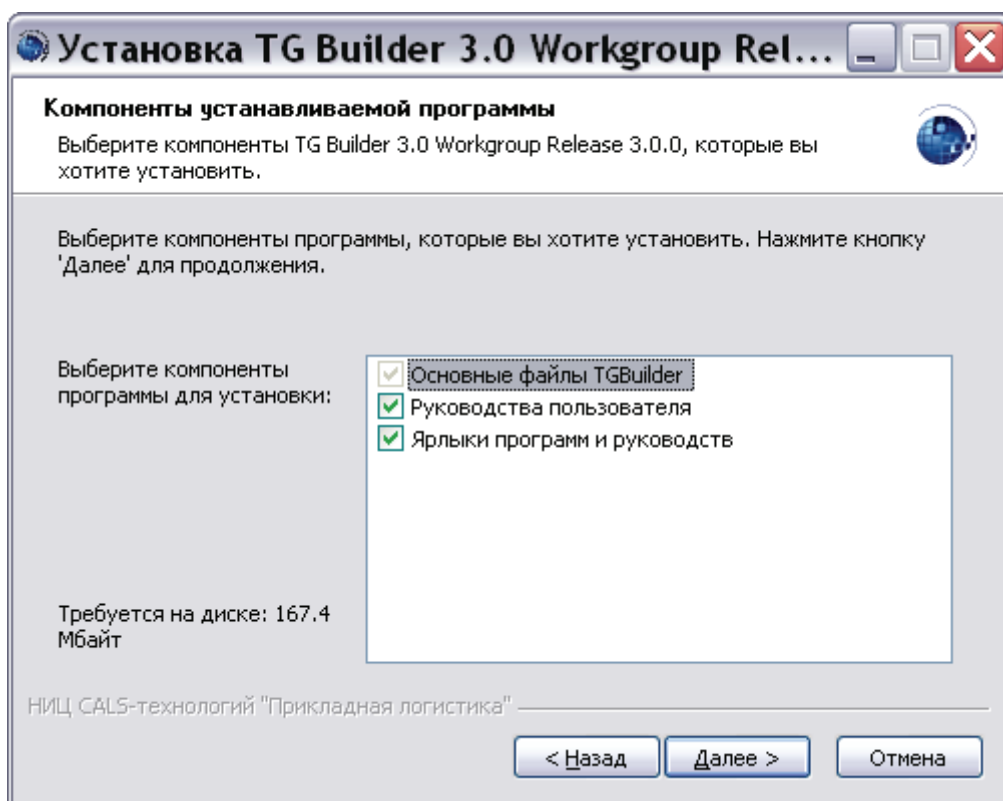 Установка TG Builder 3.0 Workgroup Rel...
Компоненты устанавливаемой программы
Выберите компоненты TG Builder 3.0 Workgroup Release 3.0.0, которые вы
хотите установить.
Выберите компоненты программы, которые вы хотите установить. Нажмите кнопку
'Далее' для продолжения.
Выберите компоненты
программы для установки:
Основные файлы TGBuilder
Руководства пользователя
Ярлыки программ и руководств
Требуется на диске: 167.4
Мбайт
НИЦ CALS-технологий "Прикладная логистика"
< Назад
Далее >
Отмена